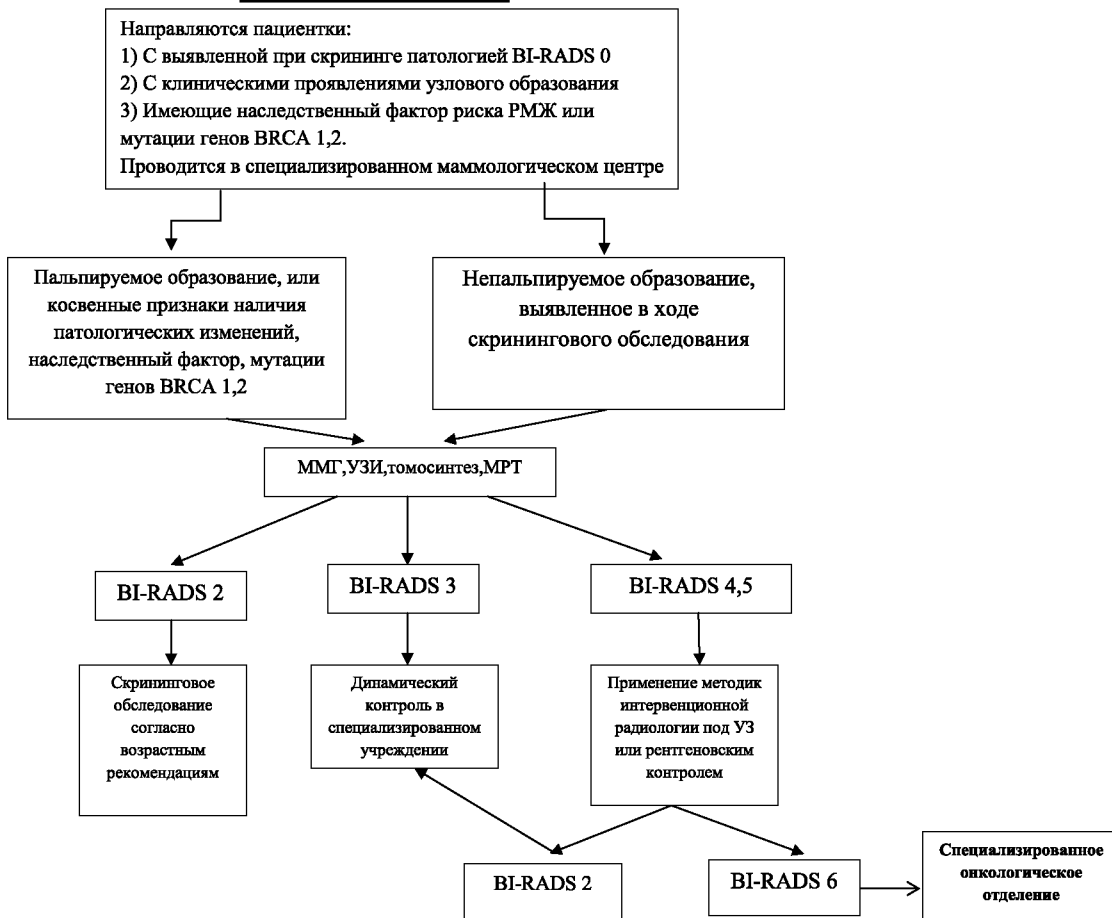 Направляются пациентки:
1) С выявленной при скрининге патологией BI-RADS 0
2) С клиническими проявлениями узлового образования
3) Имеющие наследственный фактор риска РМЖ или
мутации генов BRCA 1,2.
Проводится в специализированном маммологическом центре
Пальпируемое образование, или
косвенные признаки наличия
патологических изменений,
наследственный фактор, мутации
генов BRCA 1,2
Непальпируемое образование,
выявленное в ходе
скринингового обследования
ММГ,УЗИ,томосинтез,МРТ
BI-RADS 2
BI-RADS 3
BI-RADS 4,5
Скрининговое
обследование
согласно
возрастным
рекомендациям
Динамический
контроль в
специализированном
учреждении
Применение методик
интервенционной
радиологии под УЗ
или рентгеновским
контролем
BI-RADS 2
BI-RADS 6
Специализированное
онкологическое
отделение